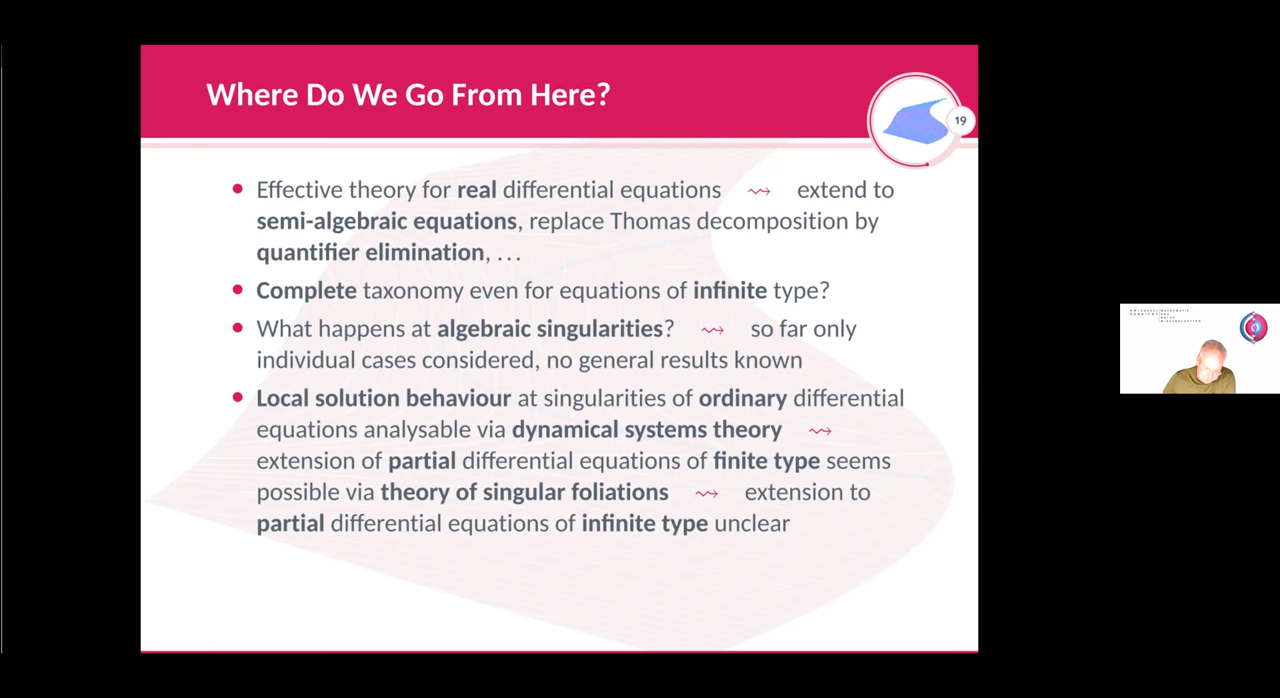 Where Do We Go From Here?
19
• Effective theory for real differential equations ⇝ extend to
semi-algebraic equations, replace Thomas decomposition by
quantifier elimination, ...
• Complete taxonomy even for equations of infinite type?
• What happens at algebraic singularities? ⇝ so far only
individual cases considered, no general results known
• Local solution behaviour at singularities of ordinary differential
equations analysable via dynamical systems theory ⇝
extension of partial differential equations of finite type seems
possible via theory of singular foliations ⇝ extension to
partial differential equations of infinite type unclear